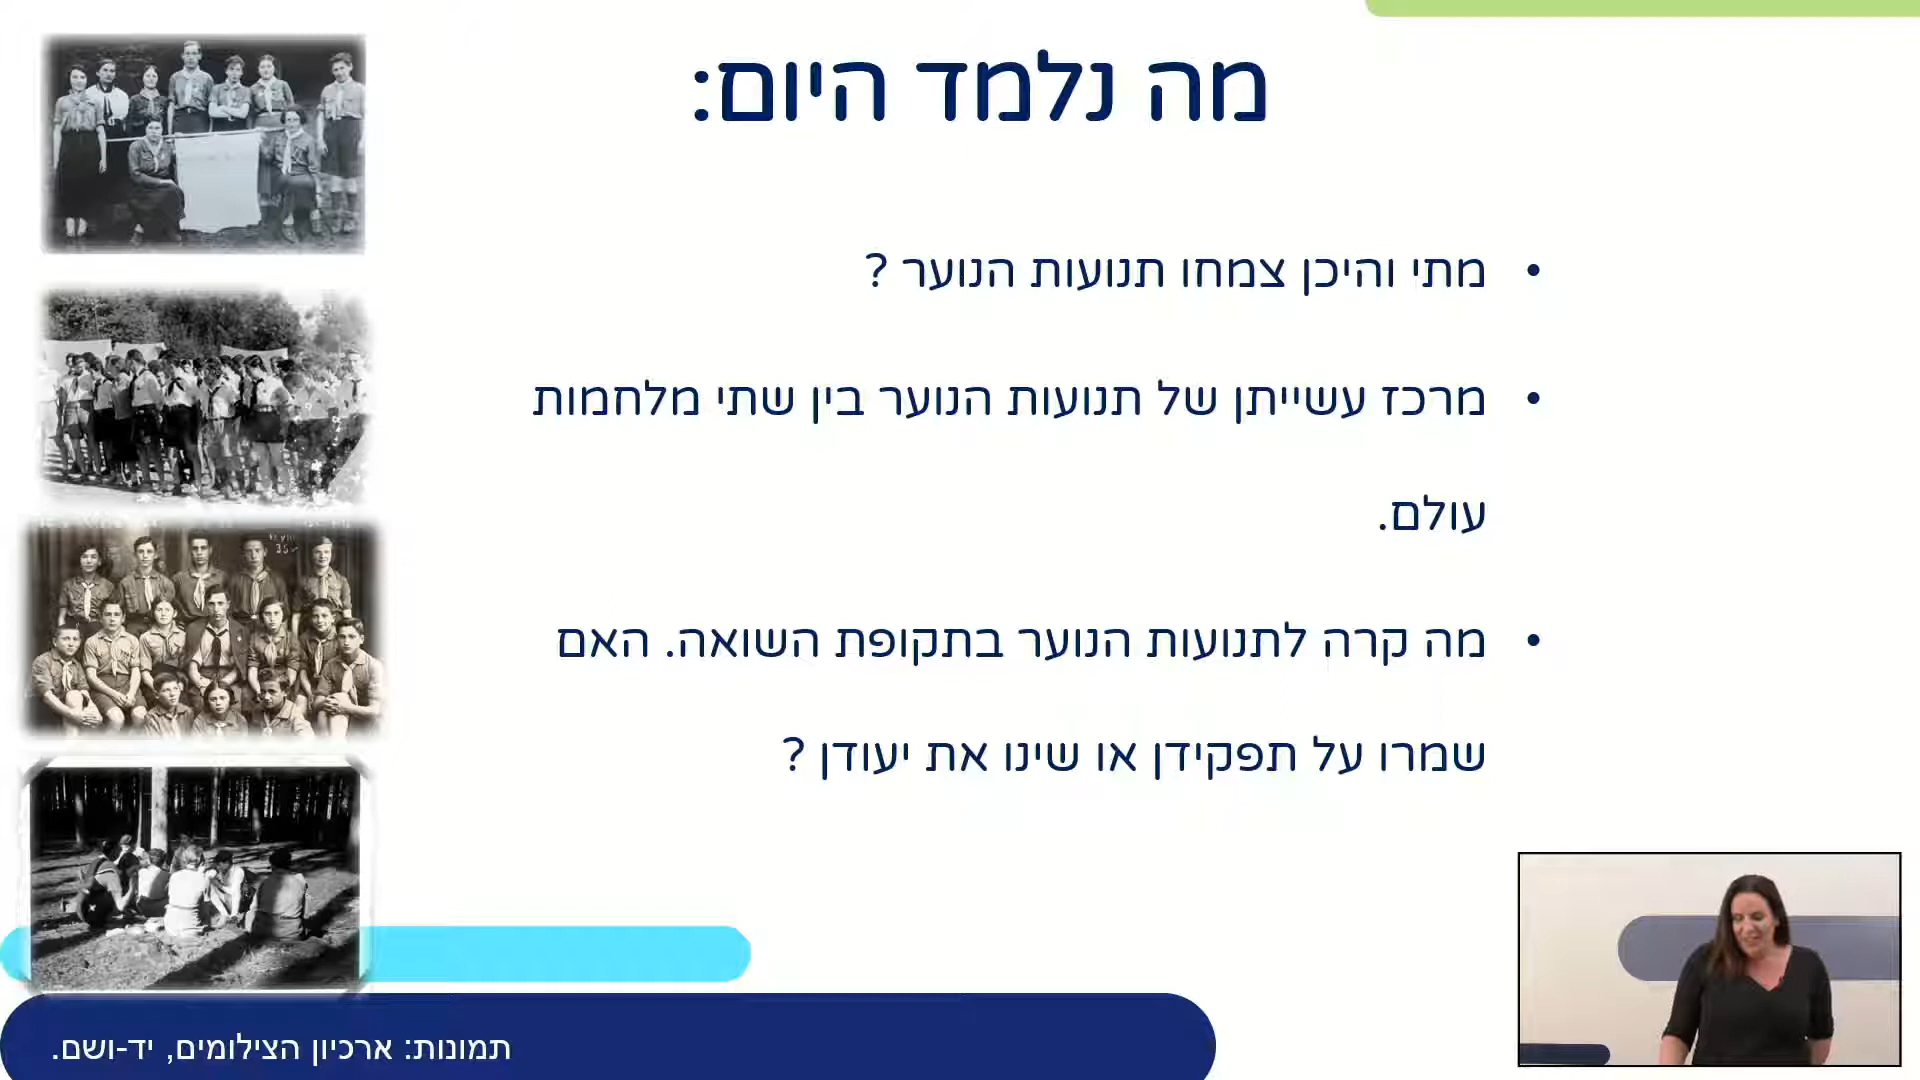 מה נלמד היום:
• מתי והיכן צמחו תנועות הנוער ?
• מרכז עשייתן של תנועות הנוער בין שתי מלחמות
עולם.
• מה קרה לתנועות הנוער בתקופת השואה. האם
שמרו על תפקידן או שינו את יעודן ?
תמונות: ארכיון הצילומים, יד-ושם.